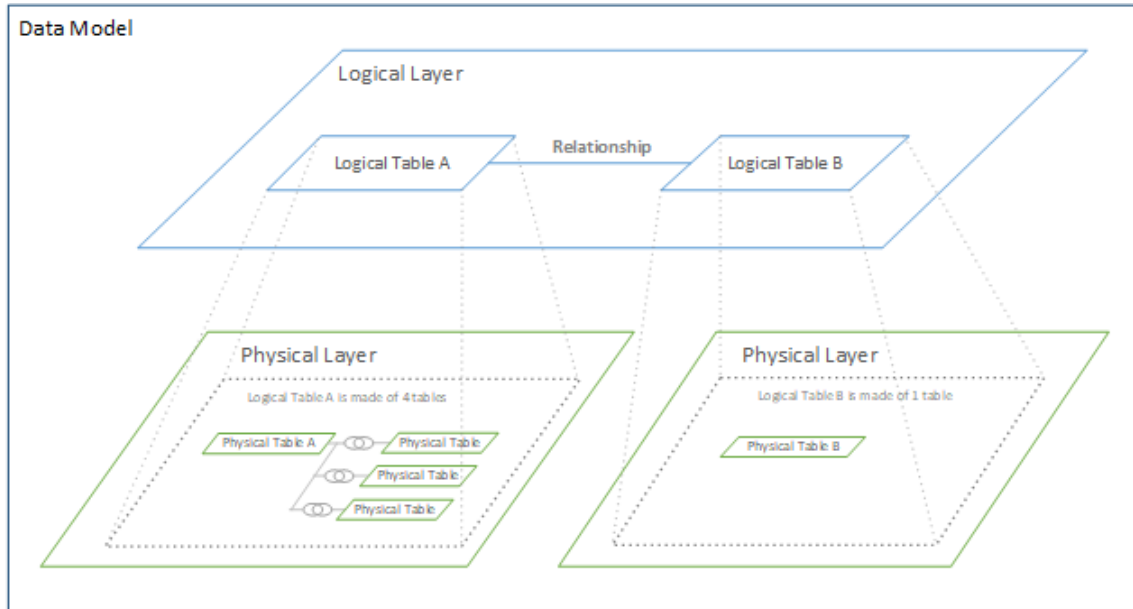 Data Model
Logical Layer
Logical Table A
Relationship
Logical Table B
Physical Layer
Logical Table A is made of 4 tables
Physical Table A
Physical Table
Physical Table
Physical Table
Physical Layer
Logical Table B is made of 1 table
Physical Table B